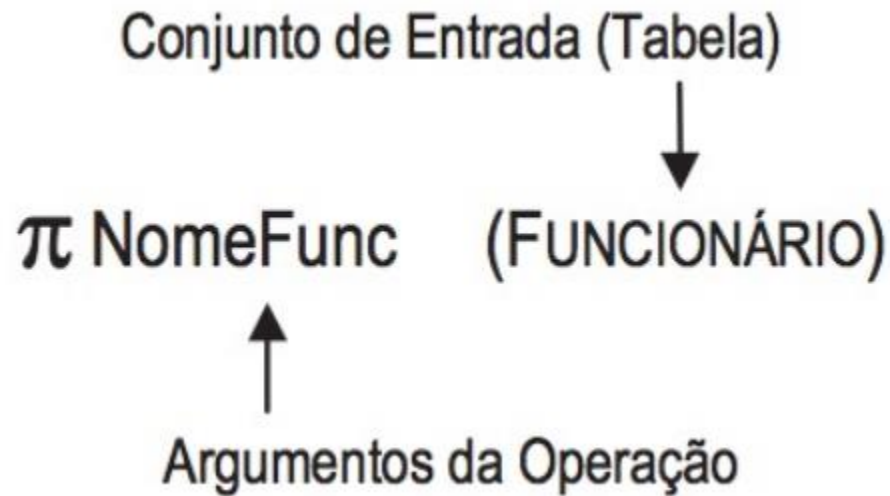 Conjunto de Entrada (Tabela)
π NomeFunc (FUNCIONÁRIO)
Argumentos da Operação